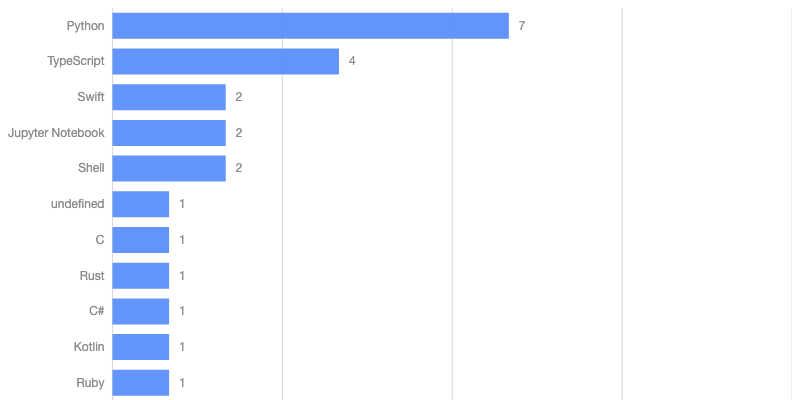 Python 7
TypeScript 4
Swift 2
Jupyter Notebook 2
Shell 2
undefined 1
C 1
Rust 1
C# 1
Kotlin 1
Ruby 1